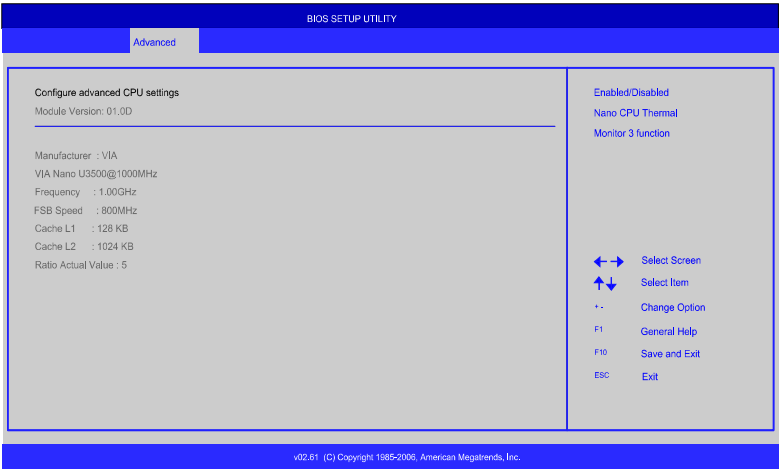 BIOS SETUP UTILITY
Advanced
Configure advanced CPU settings
Module Version: 01.0D
Manufacturer : VIA
VIA Nano U3500@1000MHz
Frequency : 1.00GHz
FSB Speed : 800MHz
Cache L1 : 128 KB
Cache L2 : 1024 KB
Ratio Actual Value : 5
Enabled/Disabled
Nano CPU Thermal
Monitor 3 function
Select Screen
Select Item
+ - Change Option
F1 General Help
F10 Save and Exit
ESC Exit
v02.61 (C) Copyright 1985-2006, American Megatrends, Inc.